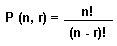 P (n, r) = n!
(n - r)!